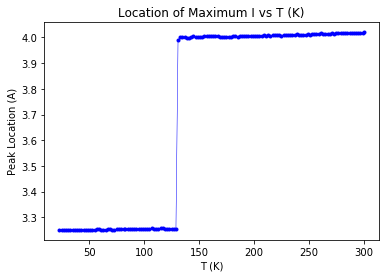 Location of Maximum I vs T (K)
Peak Location (A)
4.0
3.9
3.8
3.7
3.6
3.5
3.4
3.3
50 100 150 200 250 300
T (K)